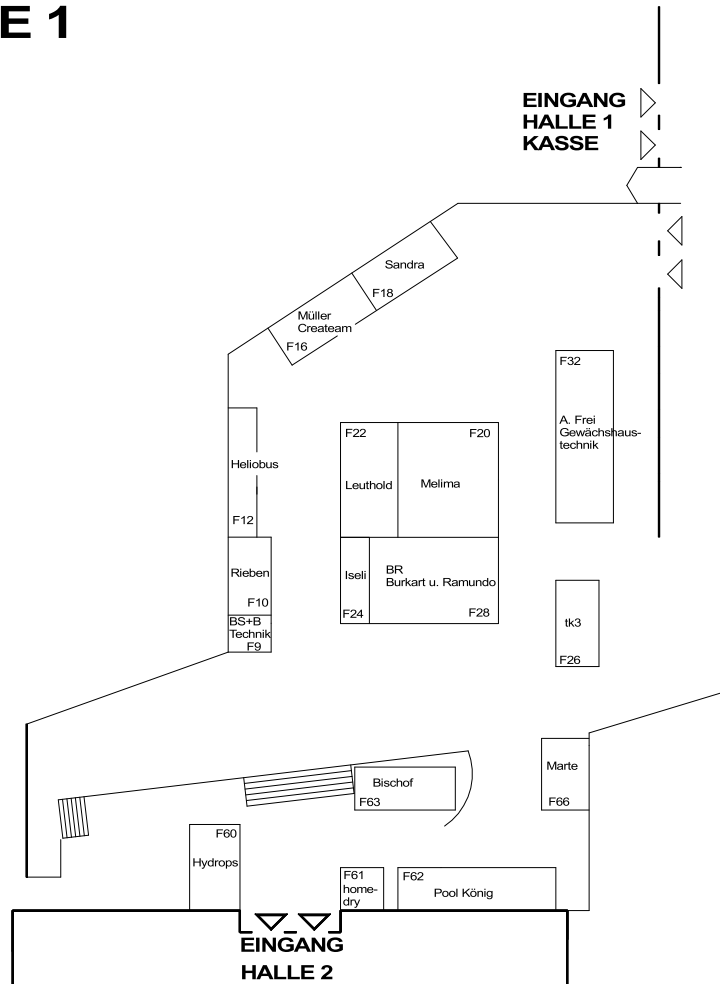 E 1
EINGANG
HALLE 1
KASSE
Sandra
F18
Müller
Createam
F16
F32
A. Frei
Gewächshaus-
technik
F22
F20
Heliobus
Leuthold
Melima
F12
Rieben
F10
Iseli
BR
Burkart u. Ramundo
F24
F28
BS+B
Technik
F9
tk3
F26
Marte
F66
Bischof
F63
F60
Hydrops
F61
home-
dry
F62
Pool König
EINGANG
HALLE 2